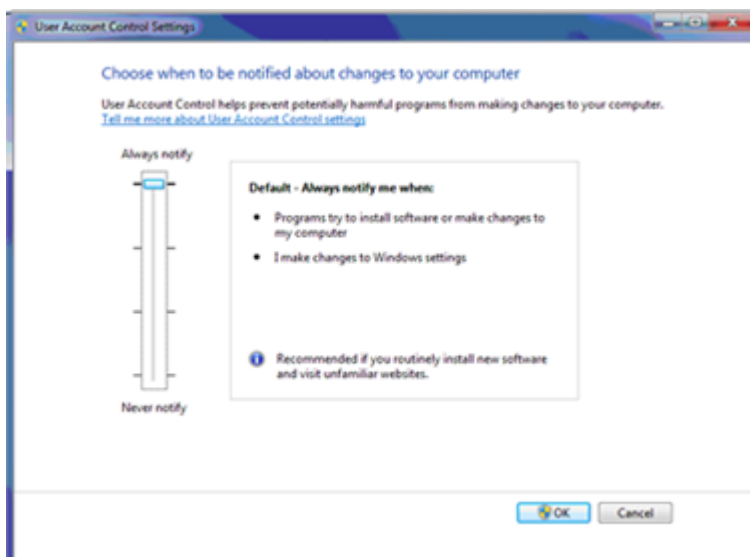 User Account Control Settings
Choose when to be notified about changes to your computer
User Account Control helps prevent potentially harmful programs from making changes to your computer.
Tell me more about User Account Control settings
Always notify
Default - Always notify me when:
• Programs try to install software or make changes to
my computer
• I make changes to Windows settings
Recommended if you routinely install new software
and visit unfamiliar websites.
Never notify
OK
Cancel